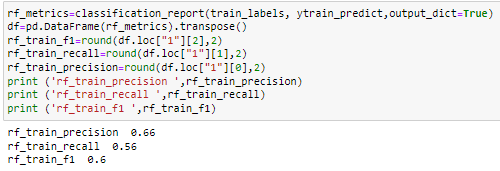 rf_metrics=classification_report(train_labels, ytrain_predict,output_dict=True)
df=pd.DataFrame(rf_metrics).transpose()
rf_train_f1=round(df.loc["1"][2],2)
rf_train_recall=round(df.loc["1"][1],2)
rf_train_precision=round(df.loc["1"][0],2)
print ('rf_train_precision ',rf_train_precision)
print ('rf_train_recall ',rf_train_recall)
print ('rf_train_f1 ',rf_train_f1)
rf_train_precision  0.66
rf_train_recall  0.56
rf_train_f1  0.6